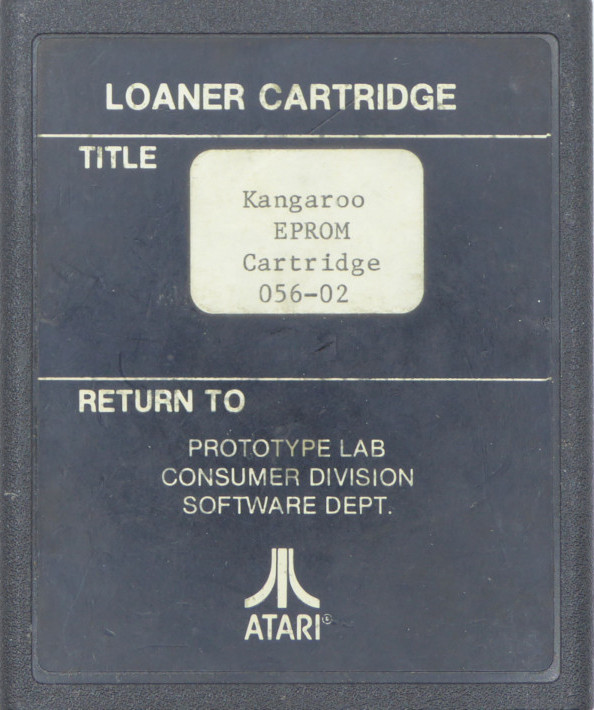 LOANER CARTRIDGE
TITLE
Kangaroo
EPROM
Cartridge
056-02
RETURN TO
PROTOTYPE LAB
CONSUMER DIVISION
SOFTWARE DEPT.
ATARI®